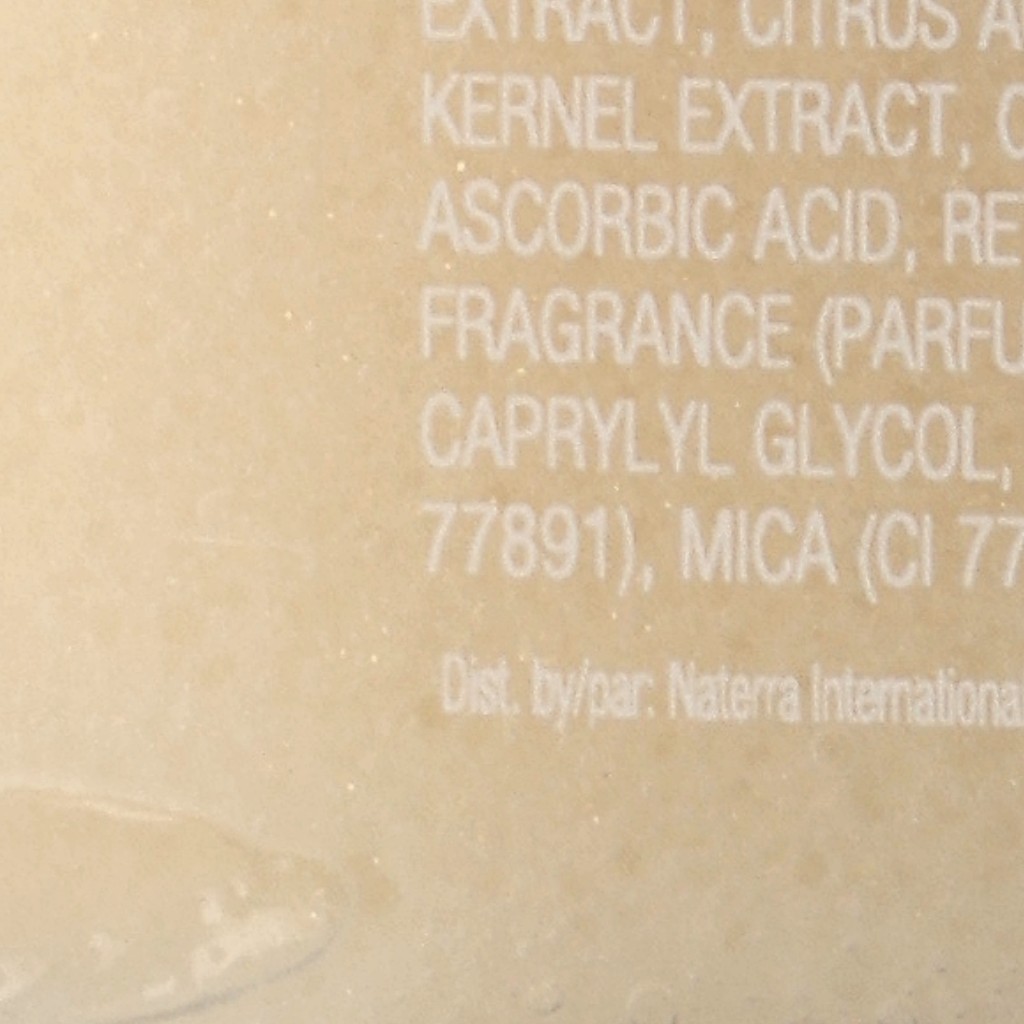 EXTRACT, CITRUS
KERNEL EXTRACT,
ASCORBIC ACID,
FRAGRANCE (PARFU
CAPRYLYL GLYCOL,
77891), MICA (CI 77
Dist. by/par: Naterra International